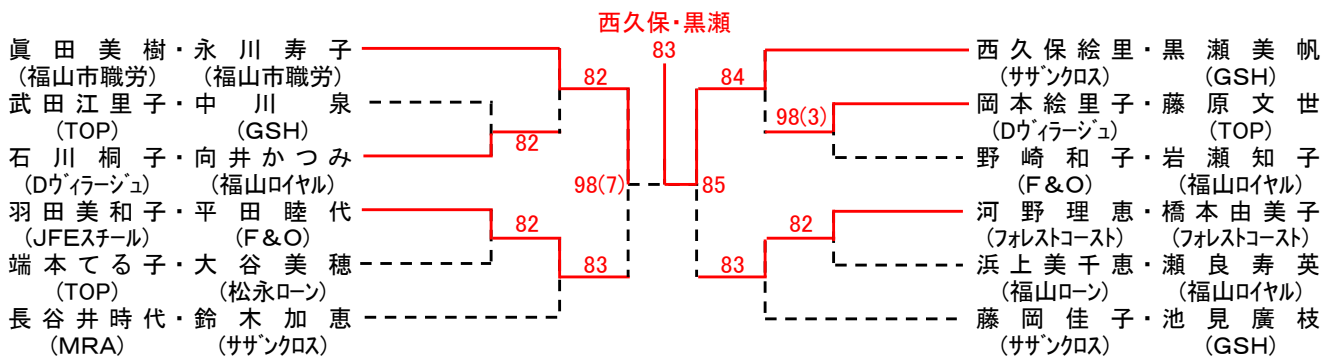 西久保・黒瀬
83
眞田美樹・永川寿子
(福山市職労) (福山市職労)
82
武田江里子・中川泉
(TOP) (GSH)
82
石川桐子・向井かつみ
(Dヴィラージュ) (福山ロイヤル)
98(7)
羽田美和子・平田睦代
(JFEスチール) (F&O)
82
端本てる子・大谷美穂
(TOP) (松永ローン)
83
長谷井時代・鈴木加恵
(MRA) (サザンクロス)
西久保絵里・黒瀬美帆
(サザンクロス) (GSH)
84
岡本絵里子・藤原文世
(Dヴィラージュ) (TOP)
98(3)
野崎和子・岩瀬知子
(F&O) (福山ロイヤル)
85
河野理恵・橋本由美子
(フォレストコースト) (フォレストコースト)
82
浜上美千恵・瀬良寿英
(福山ローン) (福山ロイヤル)
83
藤岡佳子・池見廣枝
(サザンクロス) (GSH)